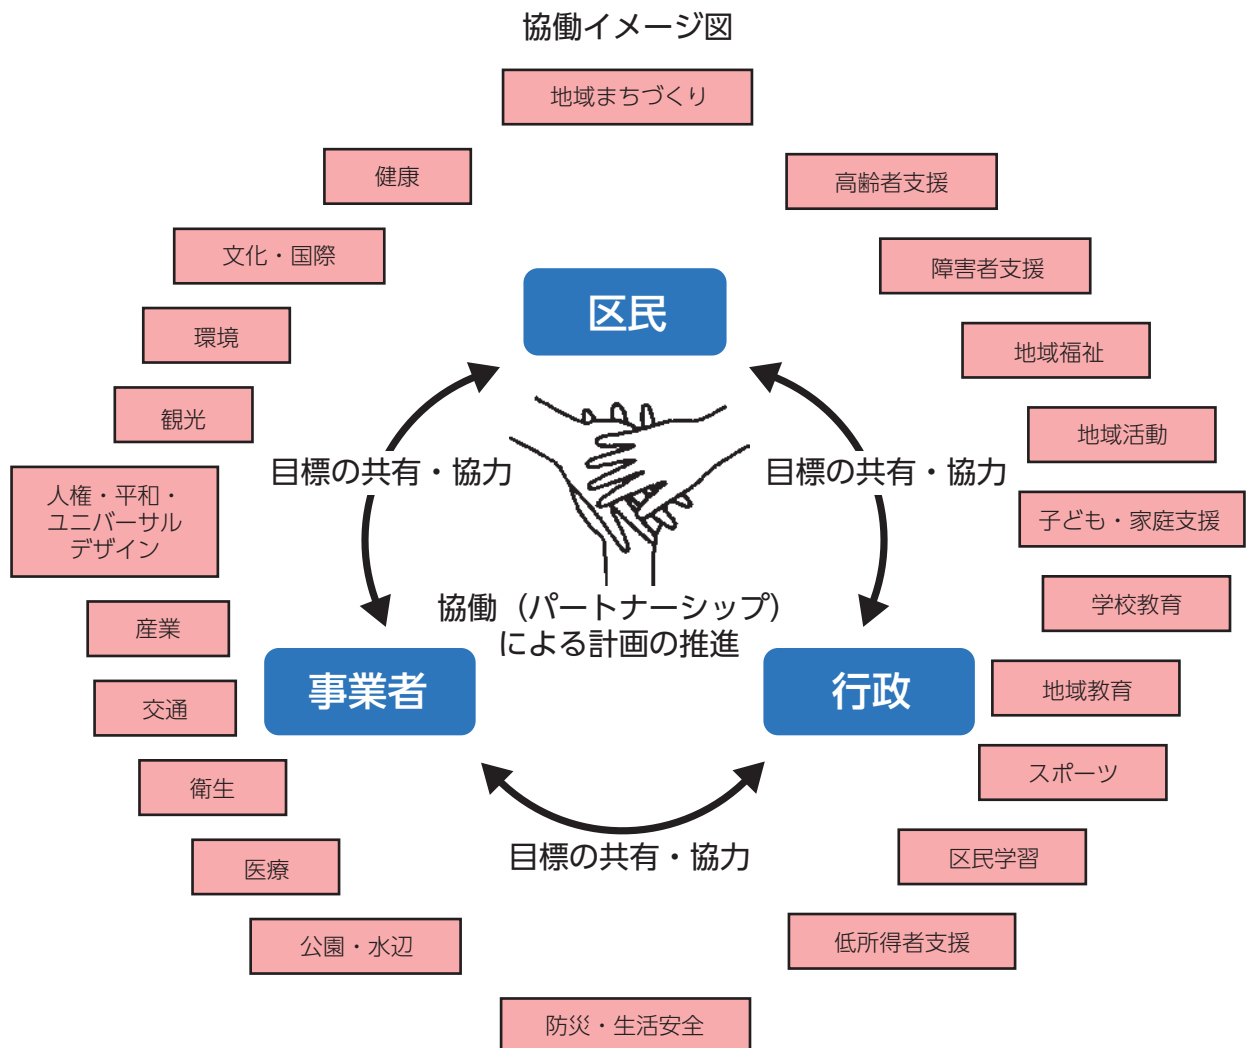 協働イメージ図
地域まちづくり
健康
高齢者支援
文化・国際
障害者支援
区民
環境
地域福祉
観光
地域活動
目標の共有・協力
目標の共有・協力
人権・平和・
ユニバーサル
デザイン
子ども・家庭支援
学校教育
協働（パートナーシップ）
による計画の推進
産業
事業者
行政
地域教育
交通
スポーツ
衛生
目標の共有・協力
区民学習
医療
公園・水辺
低所得者支援
防災・生活安全